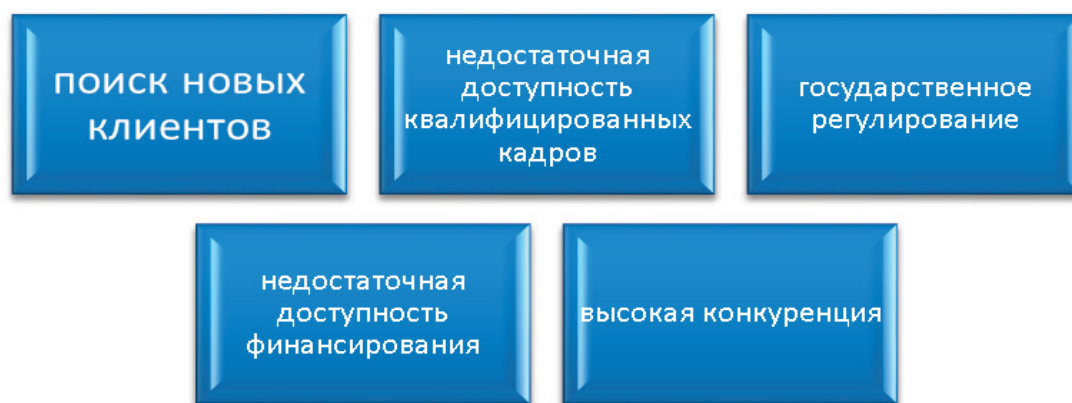 поиск новых
клиентов
недостаточная
доступность
квалифицированных
кадров
государственное
регулирование
недостаточная
доступность
финансирования
высокая конкуренция